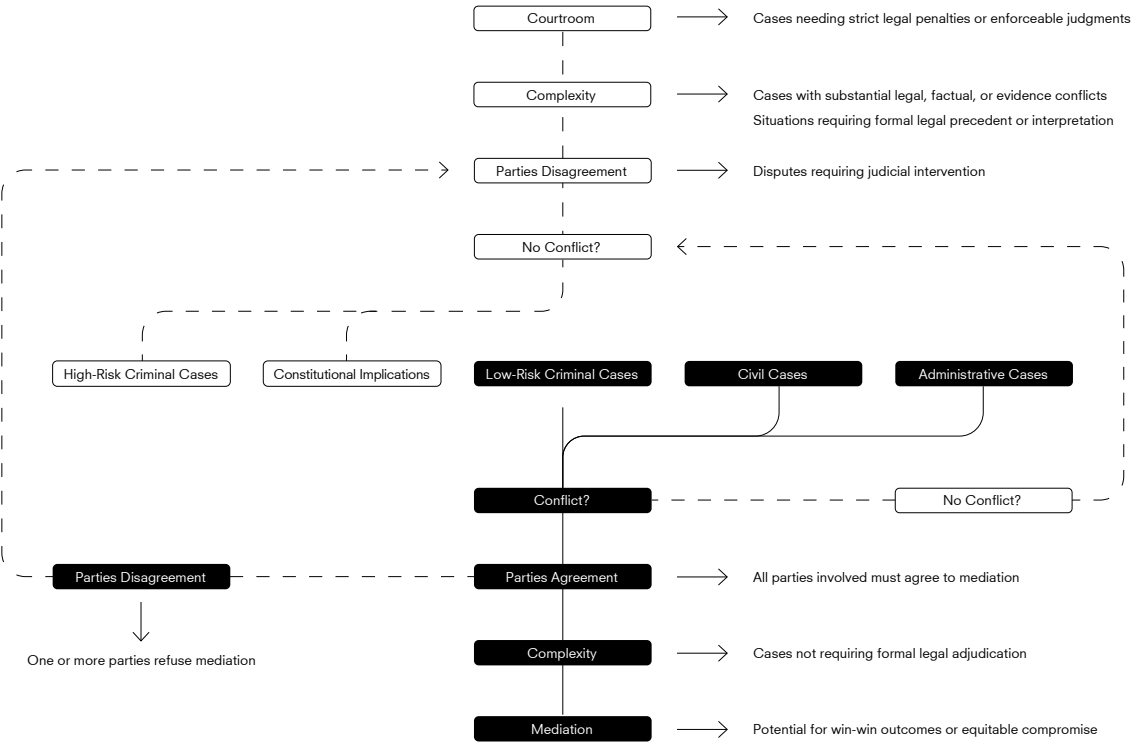 Courtroom
Cases needing strict legal penalties or enforceable judgments
Complexity
Cases with substantial legal, factual, or evidence conflicts
Situations requiring formal legal precedent or interpretation
Parties Disagreement
Disputes requiring judicial intervention
No Conflict?
High-Risk Criminal Cases
Constitutional Implications
Low-Risk Criminal Cases
Civil Cases
Administrative Cases
Conflict?
No Conflict?
Parties Disagreement
Parties Agreement
All parties involved must agree to mediation
One or more parties refuse mediation
Complexity
Cases not requiring formal legal adjudication
Mediation
Potential for win-win outcomes or equitable compromise